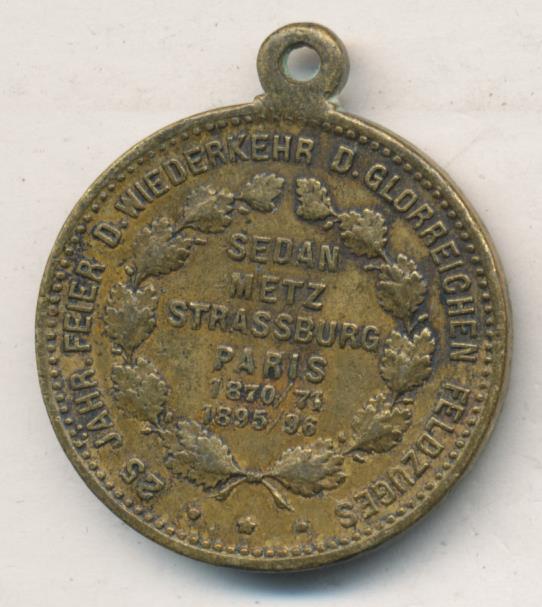 25 JAHR. FEIER D. WIEDERKEHR D. GLORREICHEN FELDZUGES
SEDAN
METZ
STRASSBURG
PARIS
1870/71
1895/96